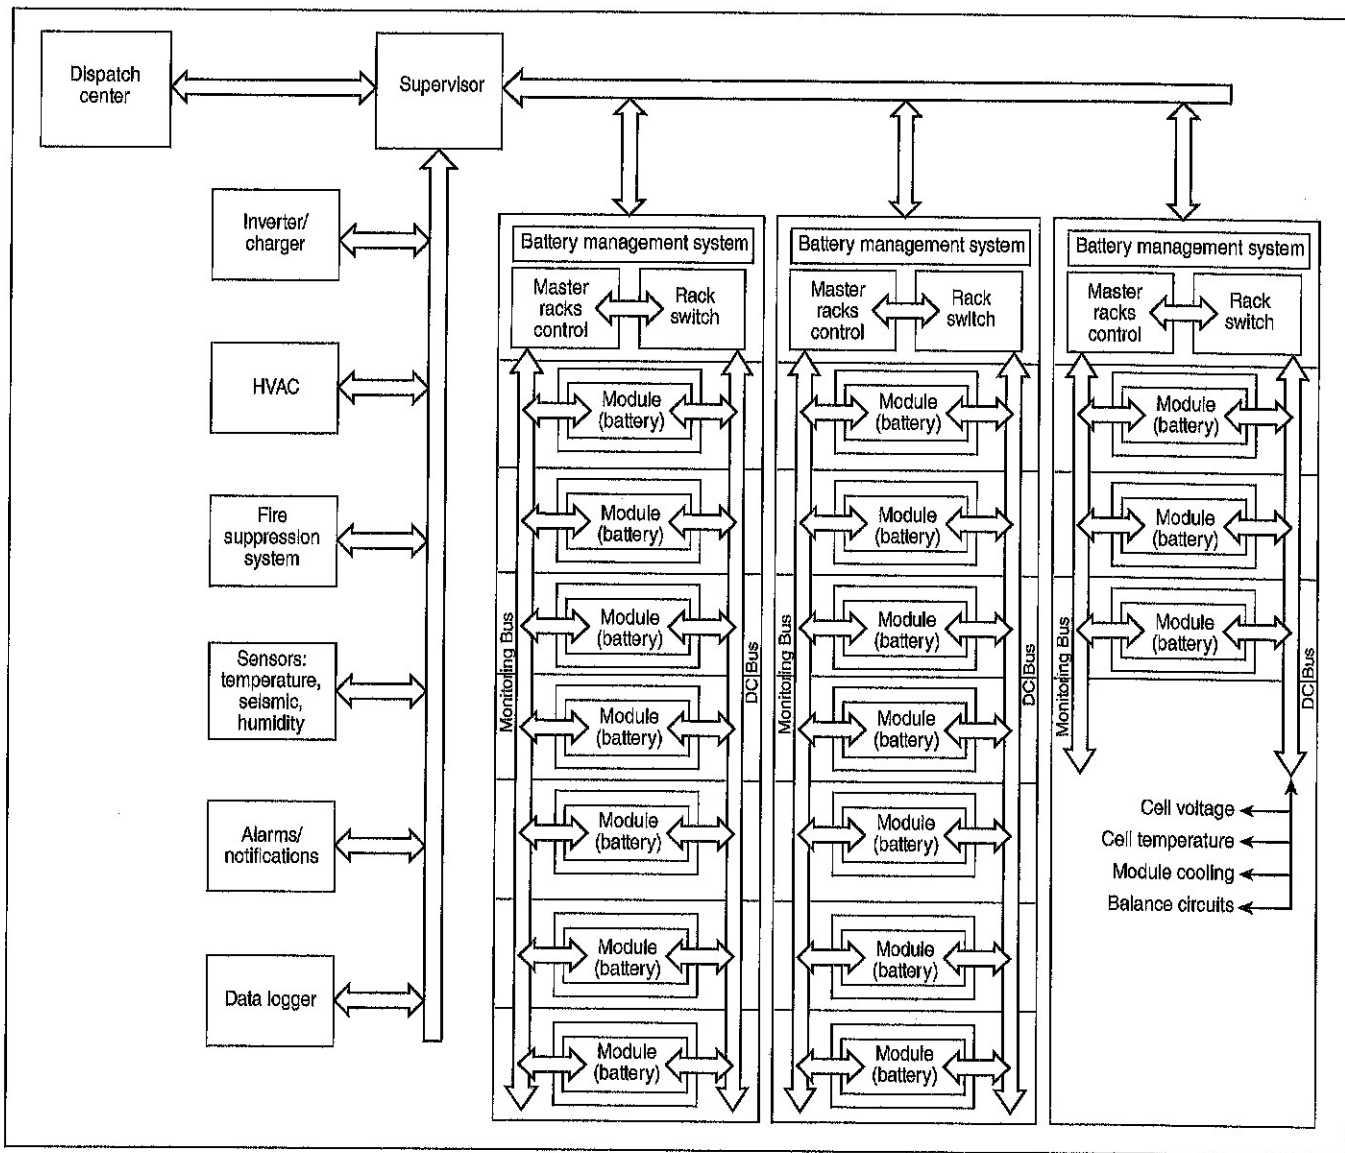 Dispatch
center
Supervisor
Inverter/
charger
HVAC
Fire
suppression
system
Sensors:
temperature,
seismic,
humidity
Alarms/
notifications
Data logger
Battery management system
Master
racks
control
Rack
switch
Module
(battery)
Module
(battery)
Module
(battery)
Module
(battery)
Module
(battery)
Module
(battery)
Module
(battery)
Monitoring Bus
DC Bus
Battery management system
Master
racks
control
Rack
switch
Module
(battery)
Module
(battery)
Module
(battery)
Module
(battery)
Module
(battery)
Module
(battery)
Module
(battery)
Monitoring Bus
DC Bus
Battery management system
Master
racks
control
Rack
switch
Module
(battery)
Module
(battery)
Module
(battery)
Monitoring Bus
DC Bus
Cell voltage
Cell temperature
Module cooling
Balance circuits